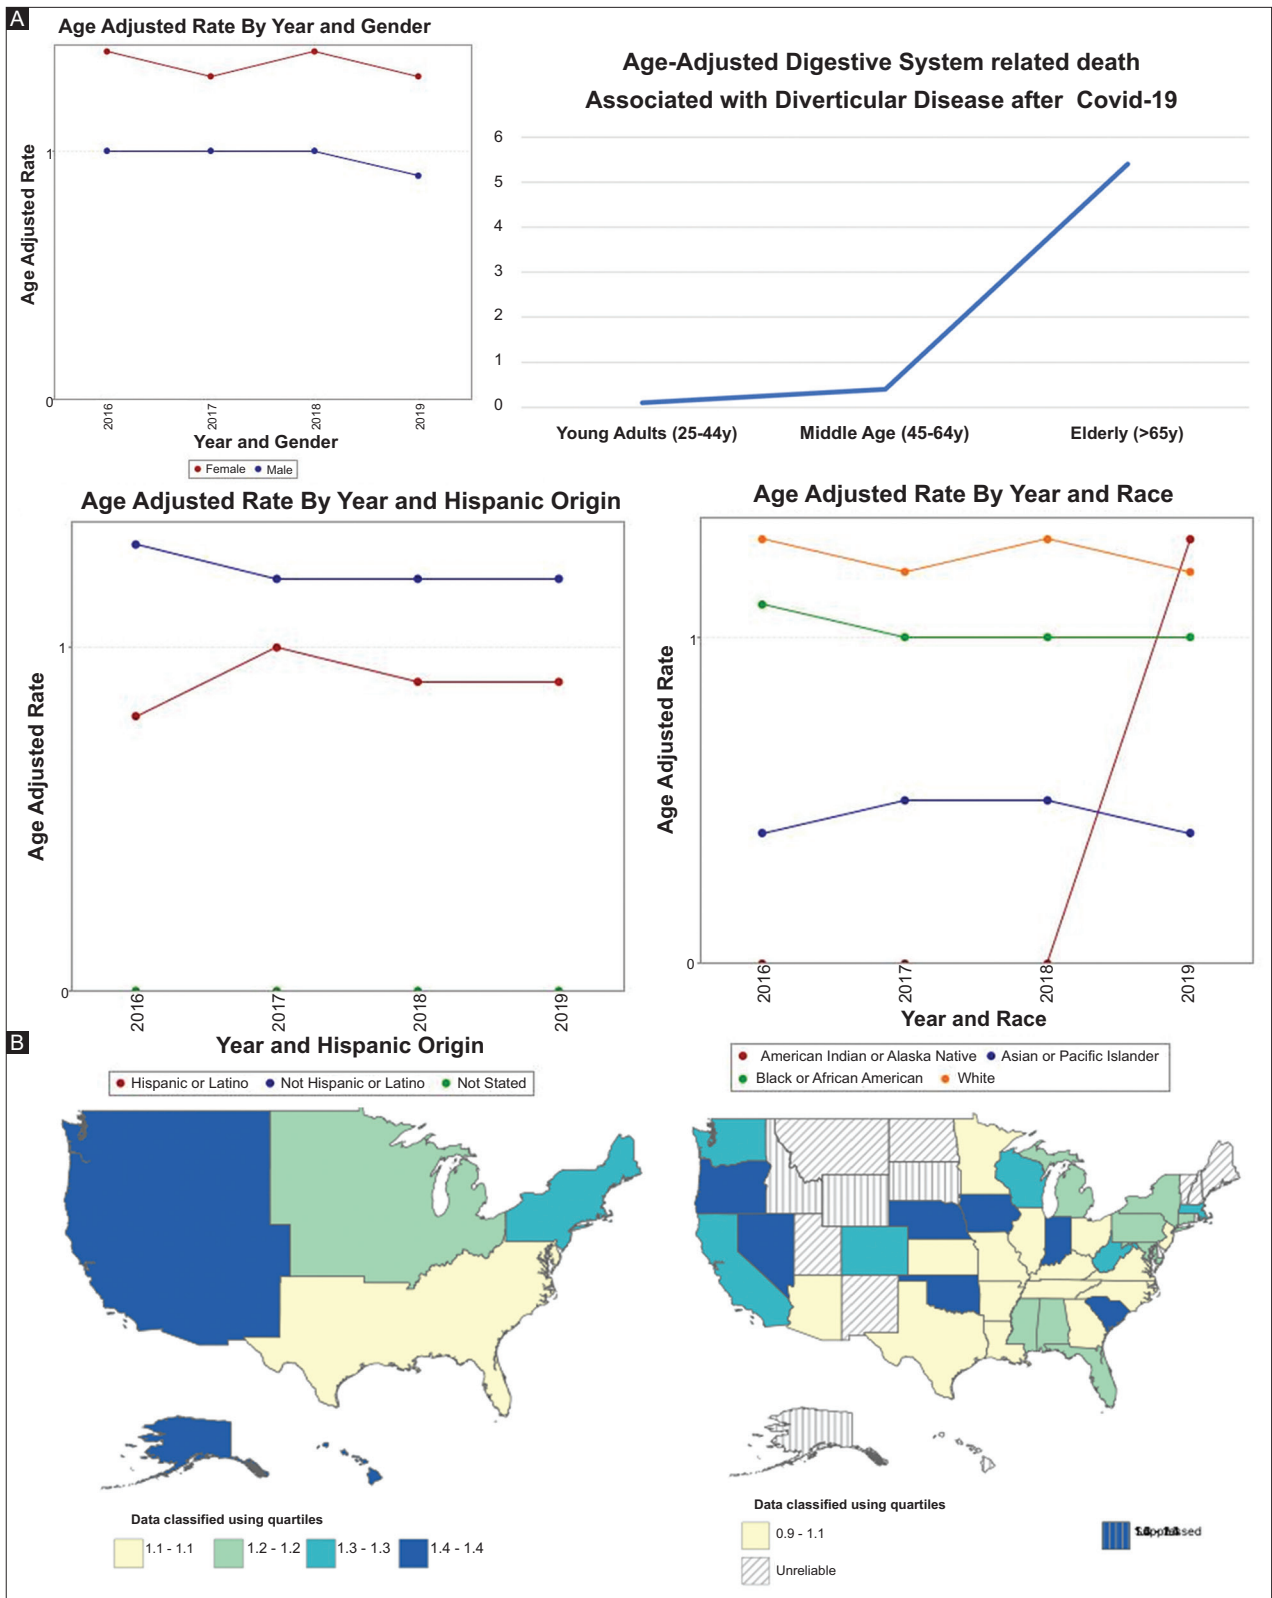 A
Age Adjusted Rate By Year and Gender
Age Adjusted Rate
1
0
2016
2017
2018
2019
Year and Gender
Female Male
Age-Adjusted Digestive System related death
Associated with Diverticular Disease after Covid-19
6
5
4
3
2
1
0
Young Adults (25-44y) Middle Age (45-64y) Elderly (>65y)
Age Adjusted Rate By Year and Hispanic Origin
Age Adjusted Rate
1
0
2016
2017
2018
2019
Year and Hispanic Origin
Hispanic or Latino Not Hispanic or Latino Not Stated
Age Adjusted Rate By Year and Race
Age Adjusted Rate
1
0
2016
2017
2018
2019
Year and Race
American Indian or Alaska Native Asian or Pacific Islander
Black or African American White
B
Data classified using quartiles
1.1 - 1.1 1.2 - 1.2 1.3 - 1.3 1.4 - 1.4
Data classified using quartiles
0.9 - 1.1
Unreliable